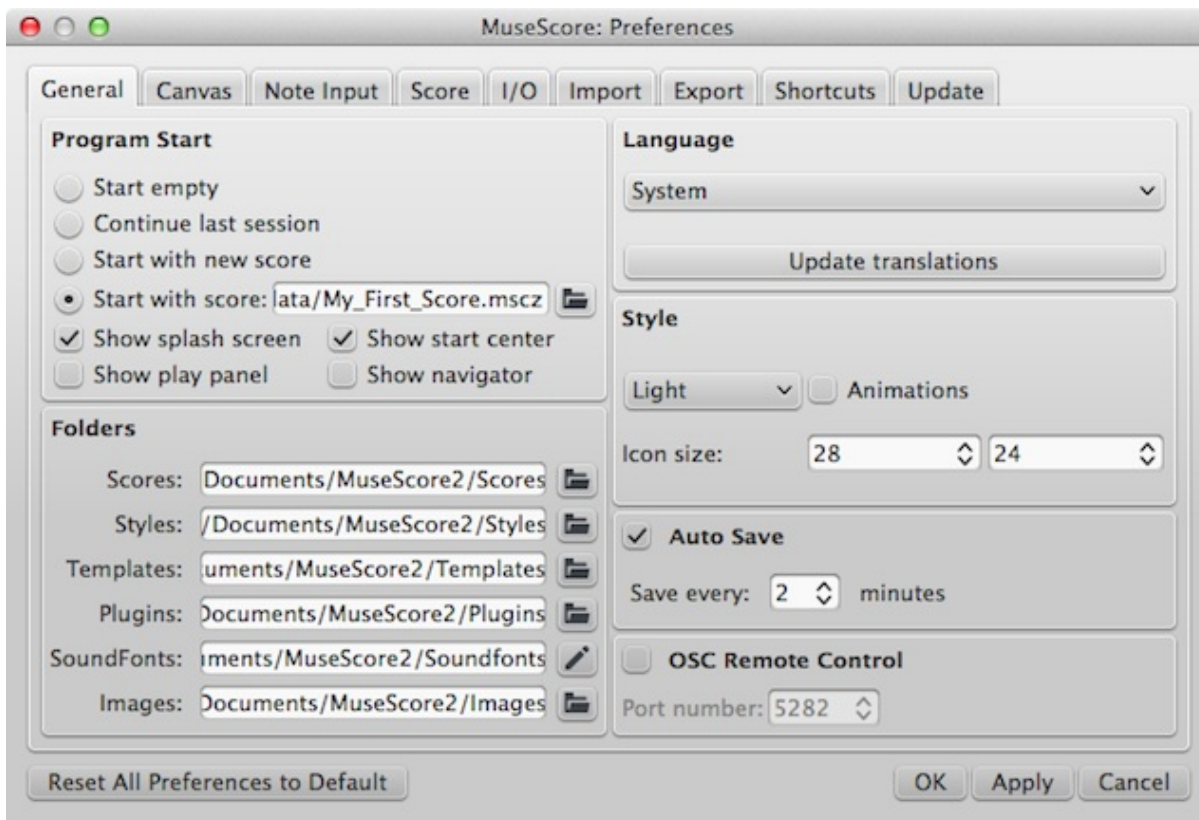 MuseScore: Preferences
General Canvas Note Input Score I/O Import Export Shortcuts Update
Program Start
Start empty
Continue last session
Start with new score
Start with score: lata/My_First_Score.mscz
Show splash screen Show start center
Show play panel Show navigator
Folders
Scores: Documents/MuseScore2/Scores
Styles: /Documents/MuseScore2/Styles
Templates: uments/MuseScore2/Templates
Plugins: Documents/MuseScore2/Plugins
SoundFonts: ments/MuseScore2/Soundfonts
Images: Documents/MuseScore2/Images
Language
System
Update translations
Style
Light Animations
Icon size: 28 24
Auto Save
Save every: 2 minutes
OSC Remote Control
Port number: 5282
Reset All Preferences to Default OK Apply Cancel